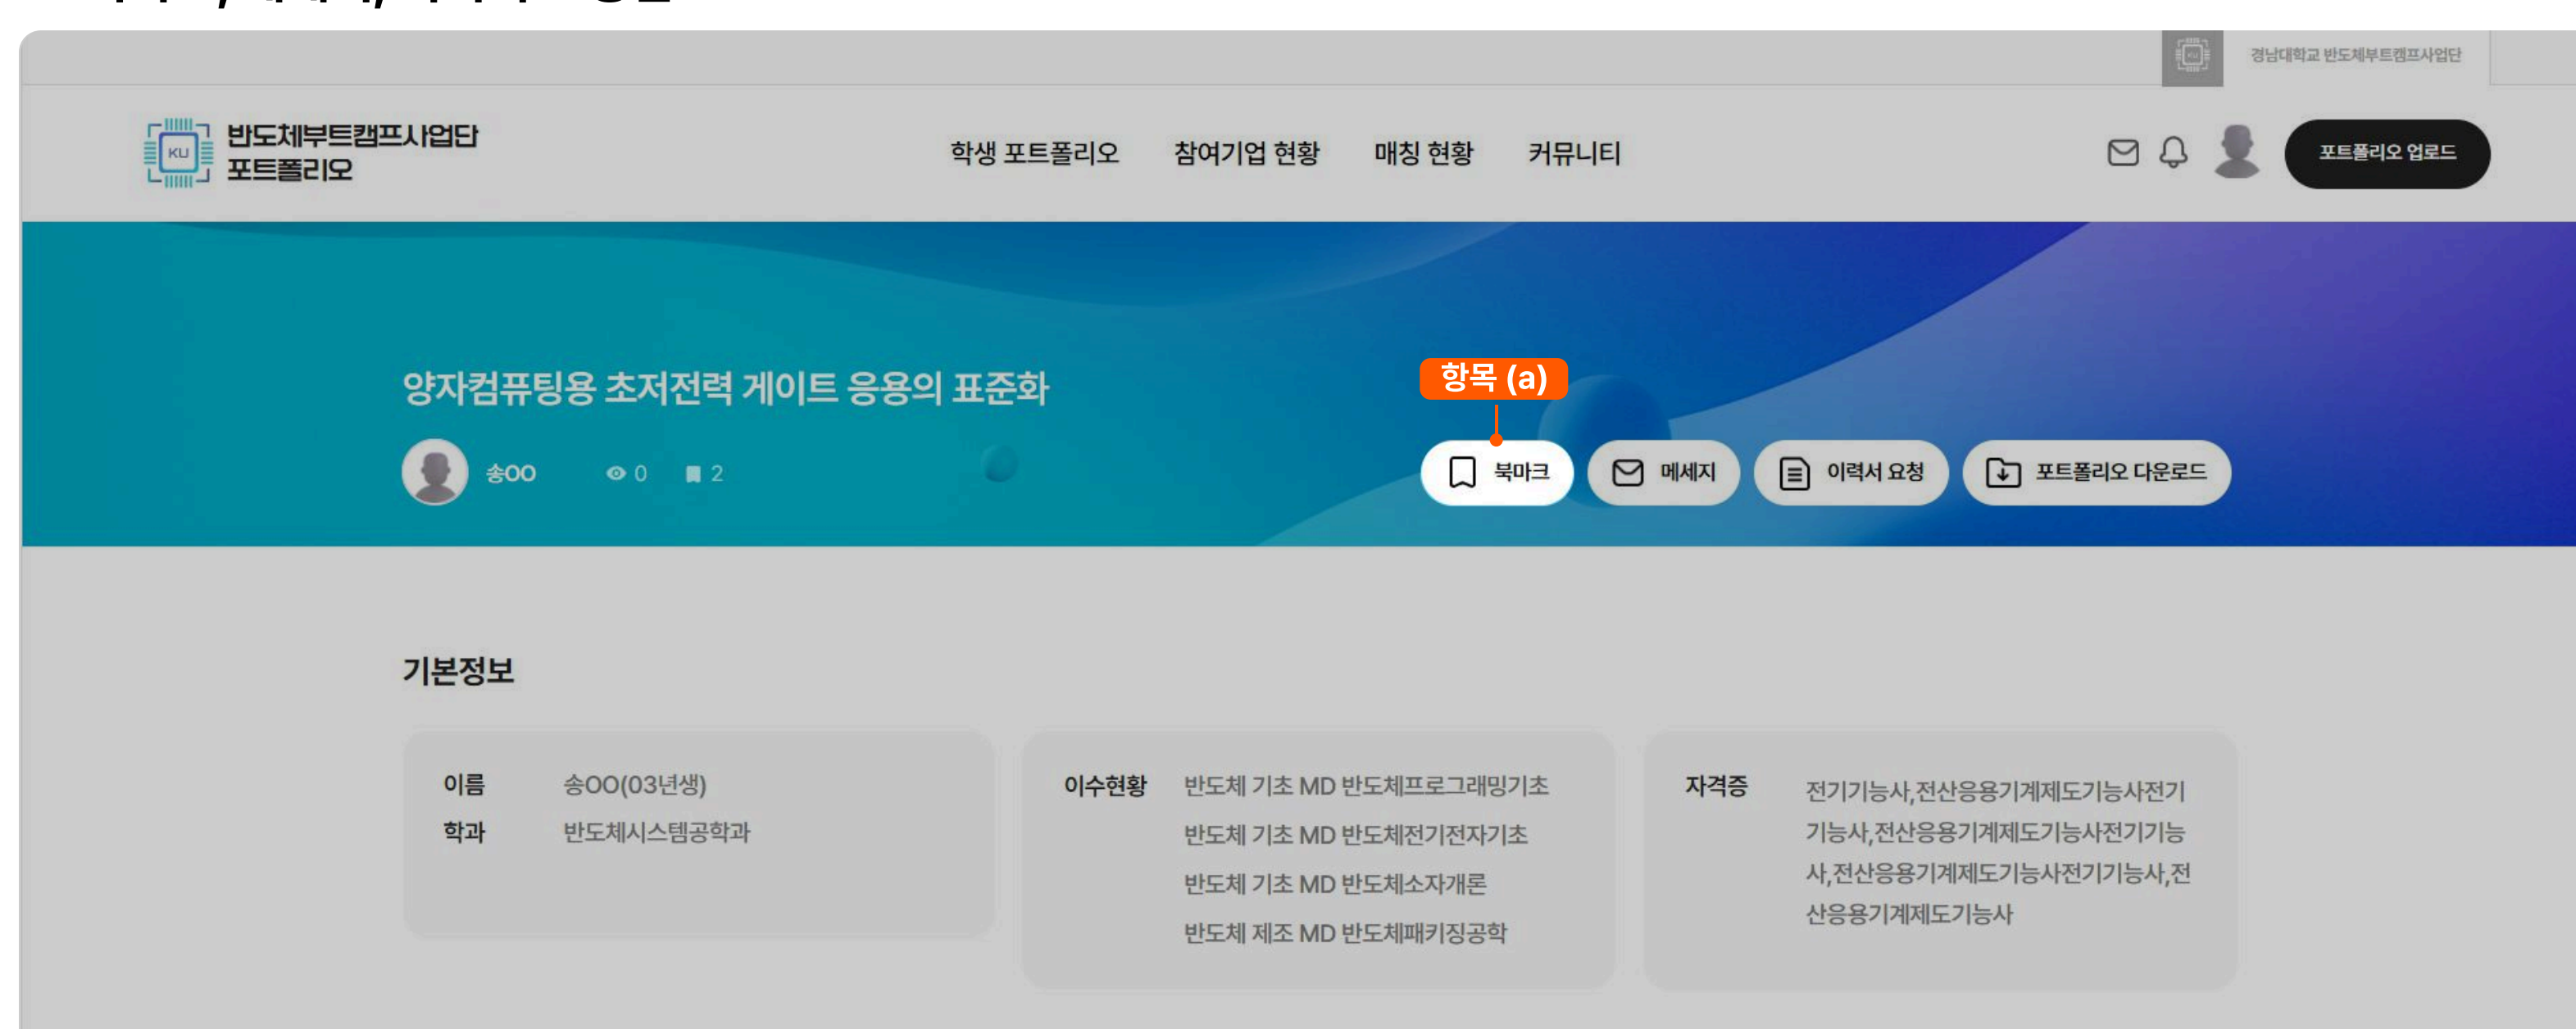 경남대학교 반도체부트캠프사업단
KU
반도체부트캠프사업단
포트폴리오
학생 포트폴리오
참여기업 현황
매칭 현황
커뮤니티
포트폴리오 업로드
양자컴퓨팅용 초저전력 게이트 응용의 표준화
항목 (a)
송OO
0
2
북마크
메세지
이력서 요청
포트폴리오 다운로드
기본정보
이름
송OO(03년생)
학과
반도체시스템공학과
이수현황
반도체 기초 MD 반도체프로그래밍기초
반도체 기초 MD 반도체전기전자기초
반도체 기초 MD 반도체소자개론
반도체 제조 MD 반도체패키징공학
자격증
전기기능사,전산응용기계제도기능사전기
기능사,전산응용기계제도기능사전기기능
사,전산응용기계제도기능사전기기능사,전
산응용기계제도기능사